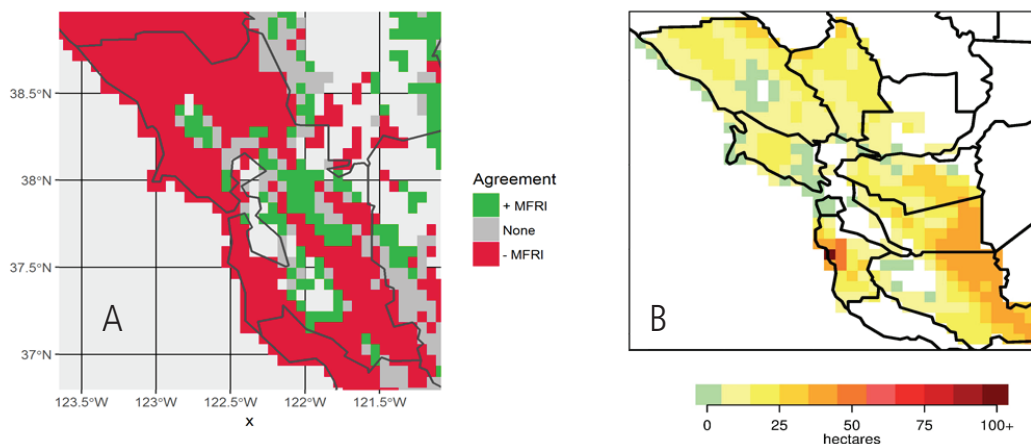 38.5°N
38°N
37.5°N
37°N
123.5°W 123°W 122.5°W 122°W 121.5°W
x
A
Agreement
+ MFRI
None
- MFRI
B
0 25 50 75 100+
hectares